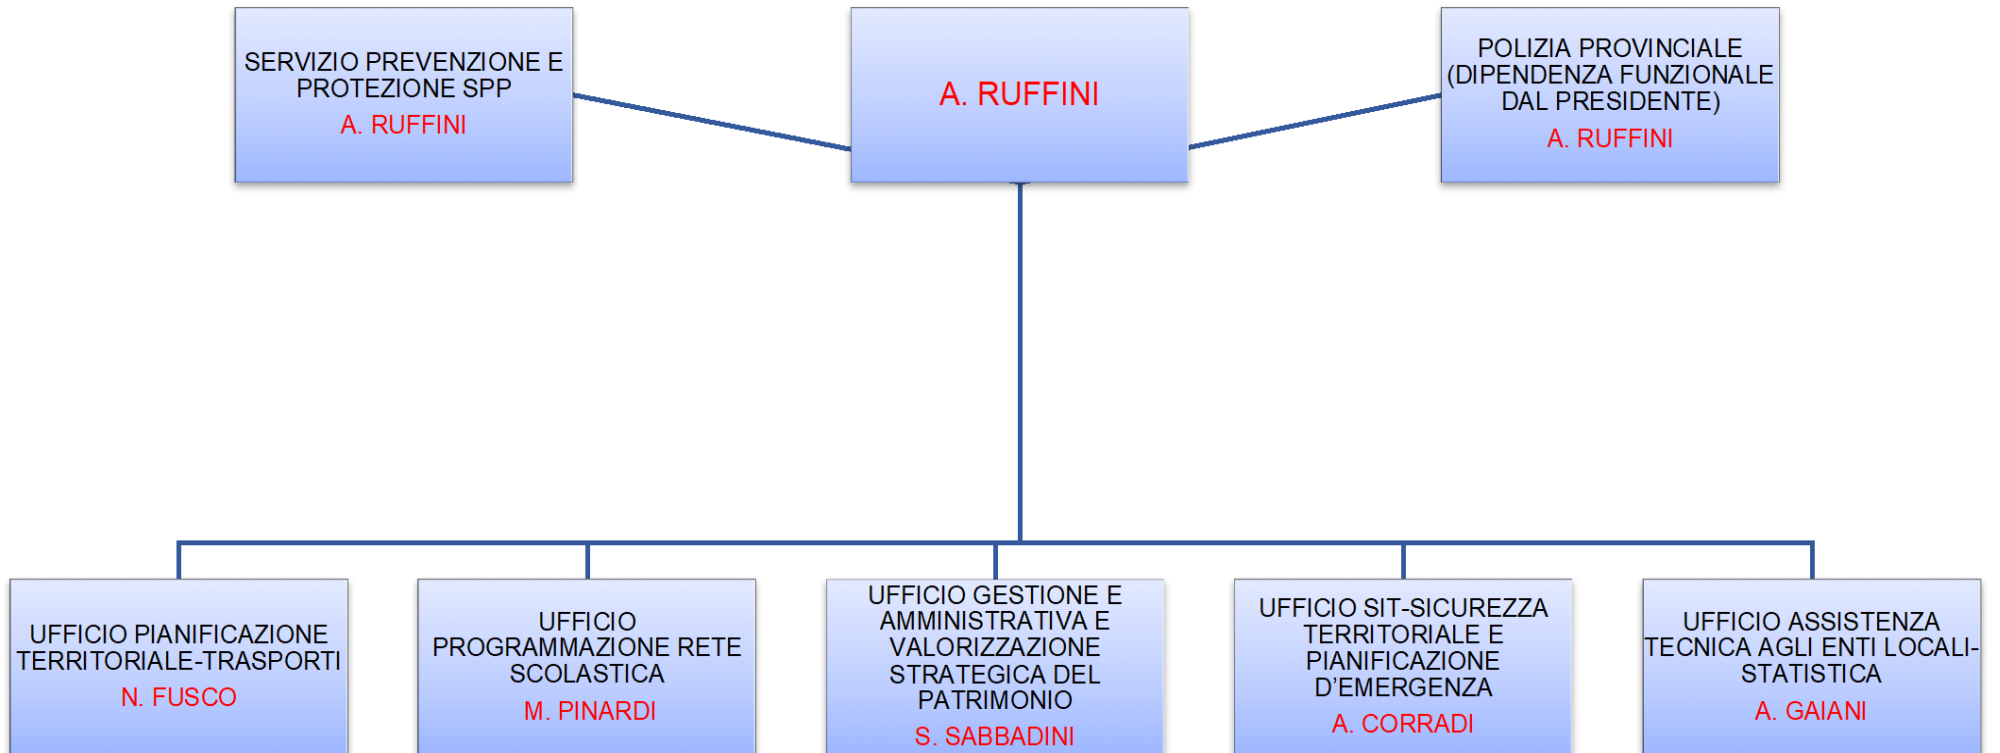 SERVIZIO PREVENZIONE E
PROTEZIONE SPP
A. RUFFINI
A. RUFFINI
POLIZIA PROVINCIALE
(DIPENDENZA FUNZIONALE
DAL PRESIDENTE)
A. RUFFINI
UFFICIO PIANIFICAZIONE
TERRITORIALE-TRASPORTI
N. FUSCO
UFFICIO
PROGRAMMAZIONE RETE
SCOLASTICA
M. PINARDI
UFFICIO GESTIONE E
AMMINISTRATIVA E
VALORIZZAZIONE
STRATEGICA DEL
PATRIMONIO
S. SABBADINI
UFFICIO SIT-SICUREZZA
TERRITORIALE E
PIANIFICAZIONE
D’EMERGENZA
A. CORRADI
UFFICIO ASSISTENZA
TECNICA AGLI ENTI LOCALI-
STATISTICA
A. GAIANI